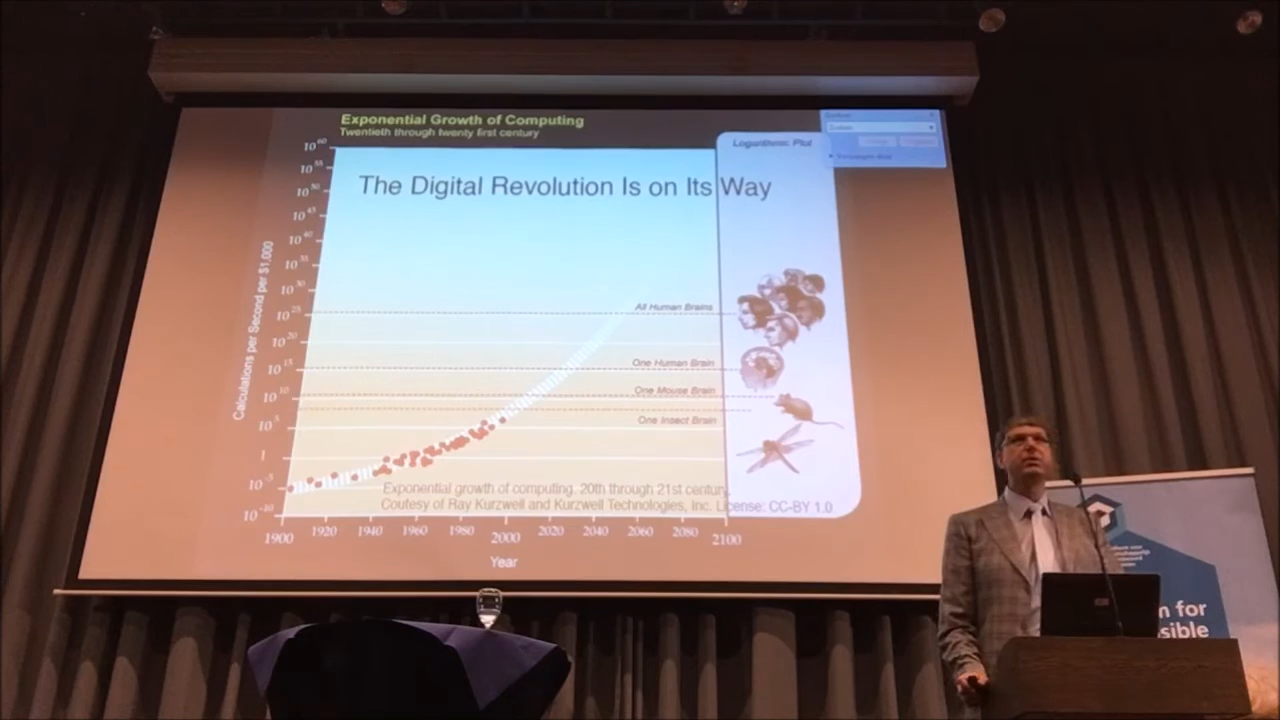 Exponential Growth of Computing
Twentieth through twenty first century
Logarithmic Plot
The Digital Revolution Is on Its Way
Calculations per Second per $1,000
10 60
10 55
10 50
10 45
10 40
10 35
10 30
10 25
10 20
10 15
10 10
10 5
1
10 -5
10 -10
All Human Brains
One Human Brain
One Mouse Brain
One Insect Brain
Exponential growth of computing. 20th through 21st century.
Coutesy of Ray Kurzweil and Kurzweil Technologies, Inc. License: CC-BY 1.0
1900 1920 1940 1960 1980 2000 2020 2040 2060 2080 2100
Year
n for
sible